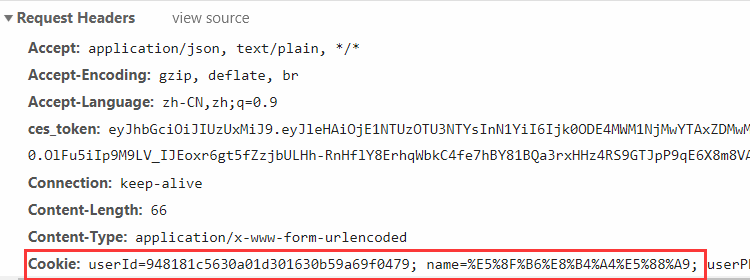 Request Headers view source
Accept: application/json, text/plain, */*
Accept-Encoding: gzip, deflate, br
Accept-Language: zh-CN,zh;q=0.9
ces_token: eyJhbGciOiJIUzUxMiJ9.eyJleHAiOjE1NTUzOTU3NTYsInN1YiI6Ijk0ODE4MWM1NjMwYTAxZDMwM
0.OlFu5iIp9M9LV_IJEoxr6gt5fZzjbULHh-RnHflY8ErhqWbkC4fe7hBY81BQa3rxHHz4RS9GTJpP9qE6X8m8VA
Connection: keep-alive
Content-Length: 66
Content-Type: application/x-www-form-urlencoded
Cookie: userId=948181c5630a01d301630b59a69f0479; name=%E5%8F%B6%E8%B4%A4%E5%88%A9; userP